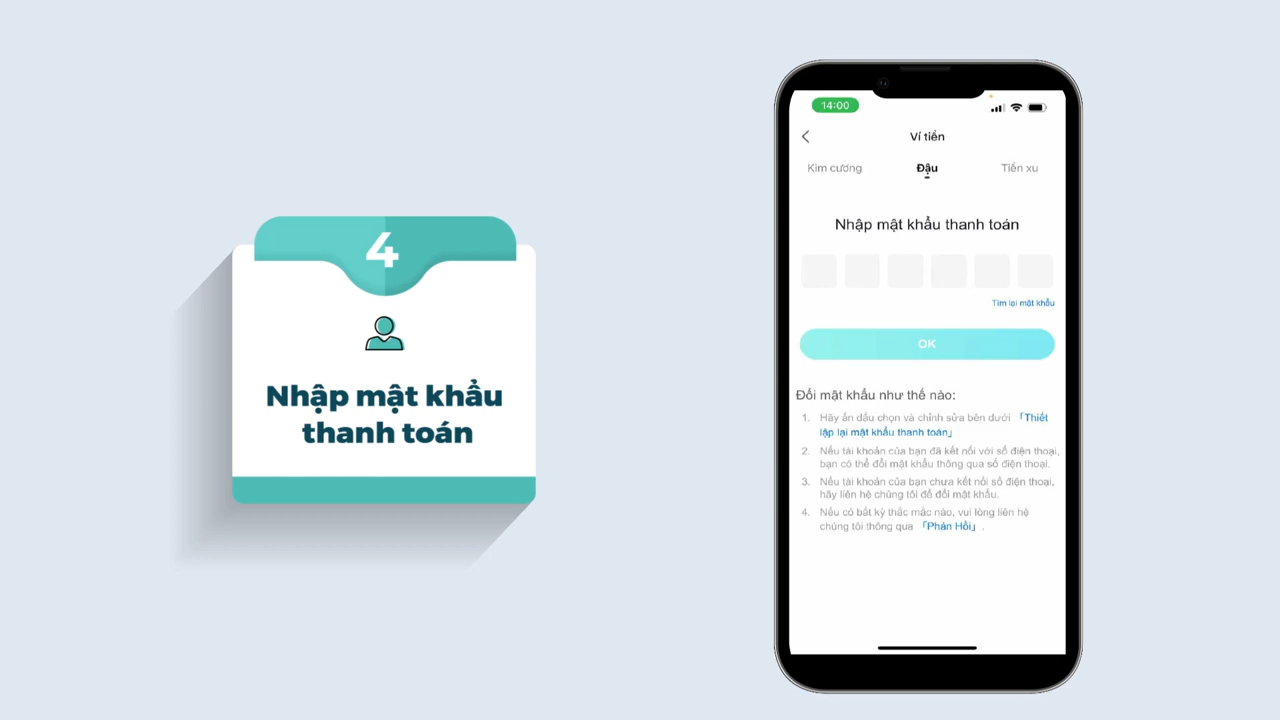 4
Nhập mật khẩu
thanh toán
14:00
Ví tiền
Kim cương
Đậu
Tiền xu
Nhập mật khẩu thanh toán
Tìm lại mật khẩu
OK
Đổi mật khẩu như thế nào:
1. Hãy ấn dấu chọn và chỉnh sửa bên dưới 「Thiết
lập lại mật khẩu thanh toán」
2. Nếu tài khoản của bạn đã kết nối với số điện thoại,
bạn có thể đổi mật khẩu thông qua số điện thoại.
3. Nếu tài khoản của bạn chưa kết nối số điện thoại,
hãy liên hệ chúng tôi để đổi mật khẩu.
4. Nếu có bất kỳ thắc mắc nào, vui lòng liên hệ
chúng tôi thông qua 「Phản Hồi」 .